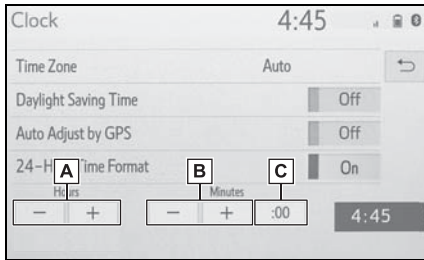 Clock 4:45
Time Zone Auto
Daylight Saving Time Off
Auto Adjust by GPS Off
24-H Time Format On
A B C
Hours Minutes
- + - + :00 4:45